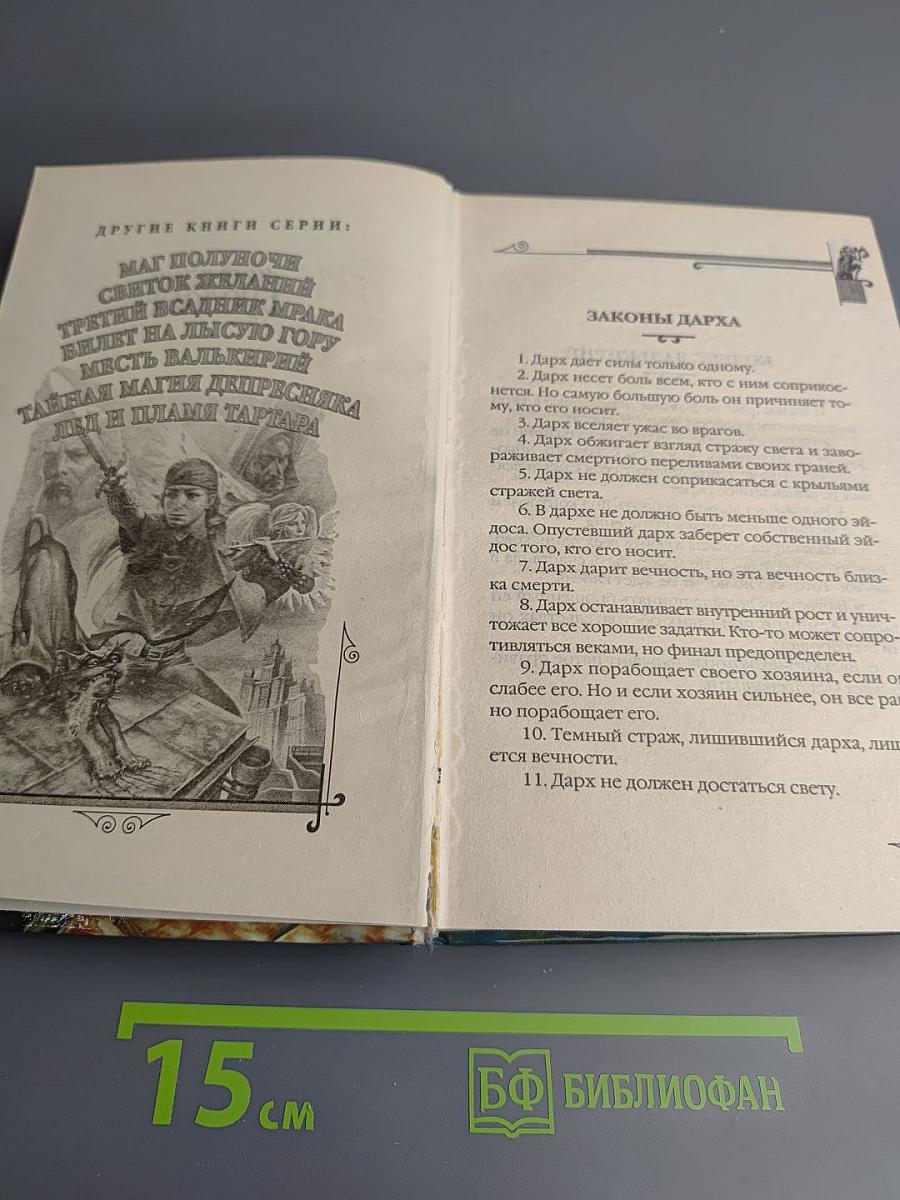 ДРУГИЕ КНИГИ СЕРИИ:
МАГ ПОЛУНОЧИ
СВИТОК ЖЕЛАНИЙ
ТРЕТИЙ ВСАДНИК МРАКА
БИЛЕТ НА ЛЫСУЮ ГОРУ
МЕСТЬ ВАЛЬКИРИЙ
ТАЙНАЯ МАГИЯ ДЕПРЕСНЯКА
ЛЕД И ПЛАМЯ ТАРТАРА
ЗАКОНЫ ДАРХА
1. Дарх дает силы только одному.
2. Дарх несет боль всем, кто с ним соприкос-
нется. Но самую большую боль он причиняет то-
му, кто его носит.
3. Дарх вселяет ужас во врагов.
4. Дарх обжигает взгляд стражу света и заво-
раживает смертного переливами своих граней.
5. Дарх не должен соприкасаться с крыльями
стражей света.
6. В дархе не должно быть меньше одного эй-
доса. Опустевший дарх заберет собственный эй-
дос того, кто его носит.
7. Дарх дарит вечность, но эта вечность близ-
ка смерти.
8. Дарх останавливает внутренний рост и унич-
тожает все хорошие задатки. Кто-то может сопро-
тивляться веками, но финал предопределен.
9. Дарх порабощает своего хозяина, если он
слабее его. Но и если хозяин сильнее, он все рав
но порабощает его.
10. Темный страж, лишившийся дарха, лиш
ется вечности.
11. Дарх не должен достаться свету.
15 см
БФ БИБЛИОФАН